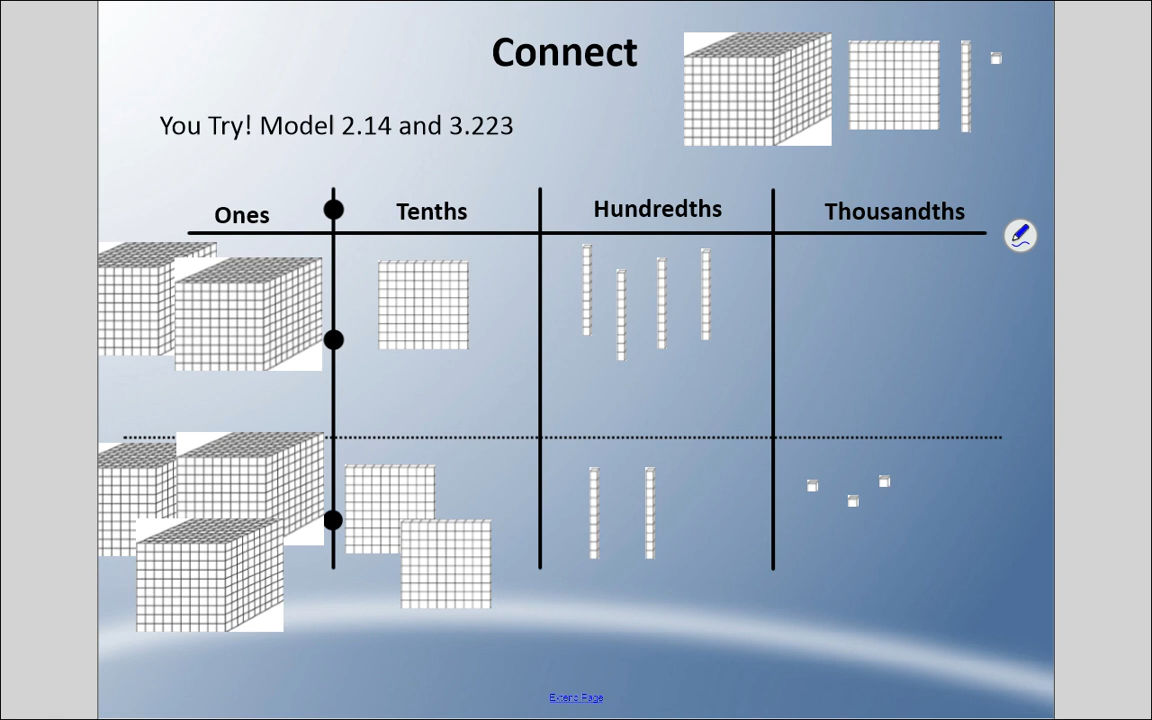 Connect
You Try! Model 2.14 and 3.223
Ones Tenths Hundredths Thousandths
Extend Page